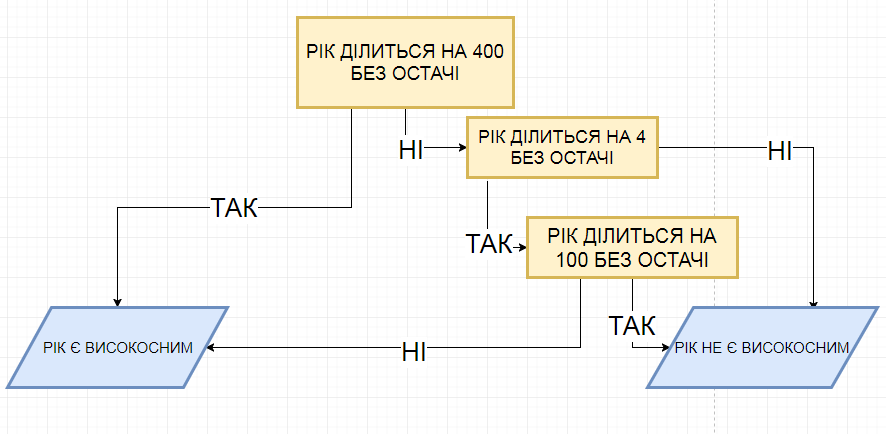 РІК ДІЛИТЬСЯ НА 400
БЕЗ ОСТАЧІ
НІ
РІК ДІЛИТЬСЯ НА 4
БЕЗ ОСТАЧІ
НІ
ТАК
ТАК
РІК ДІЛИТЬСЯ НА
100 БЕЗ ОСТАЧІ
ТАК
НІ
РІК Є ВИСОКОСНИМ
РІК НЕ Є ВИСОКОСНИМ